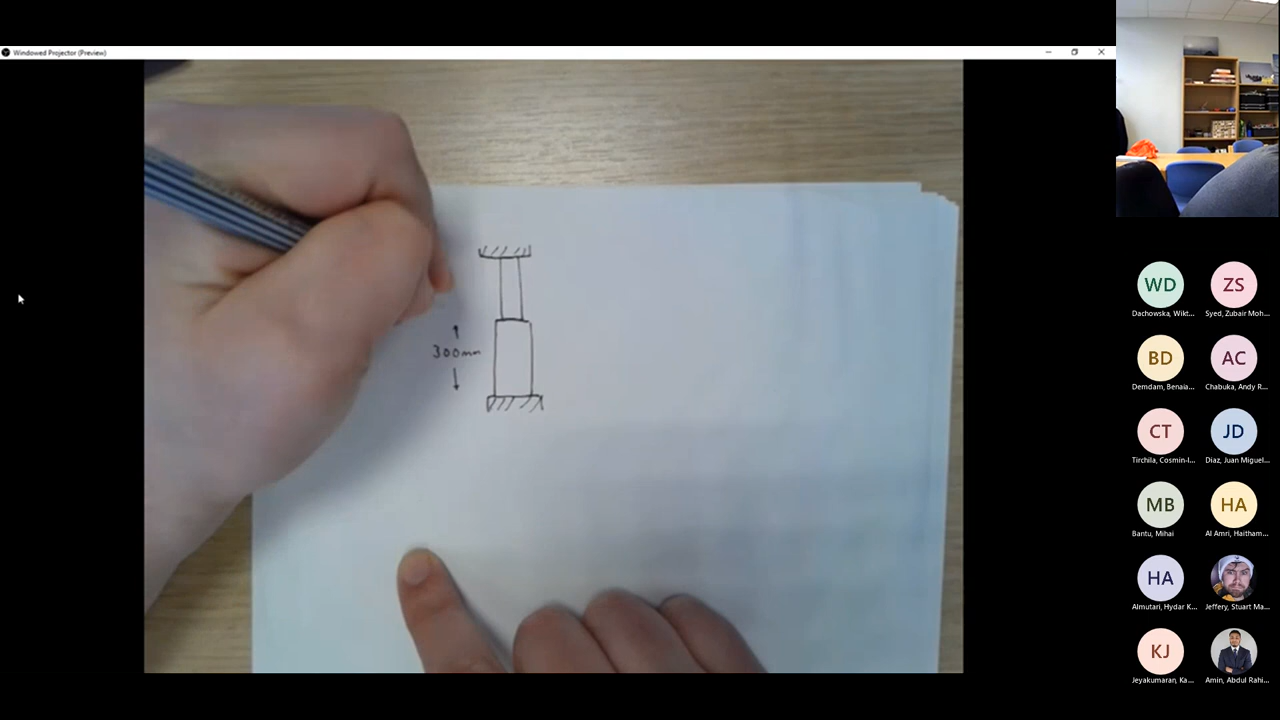 Windowed Projector (Preview)
300mm
WD
ZS
Dachowska, Wikt...
Syed, Zubair Moh...
BD
AC
Demdam, Benaia...
Chabuka, Andy R...
CT
JD
Tirchila, Cosmin-I...
Diaz, Juan Miguel...
MB
HA
Bantu, Mihai
Al Amri, Haitham...
HA
Almutari, Hydar K...
Jeffery, Stuart Ma...
KJ
Jeyakumaran, Ka...
Amin, Abdul Rahi...